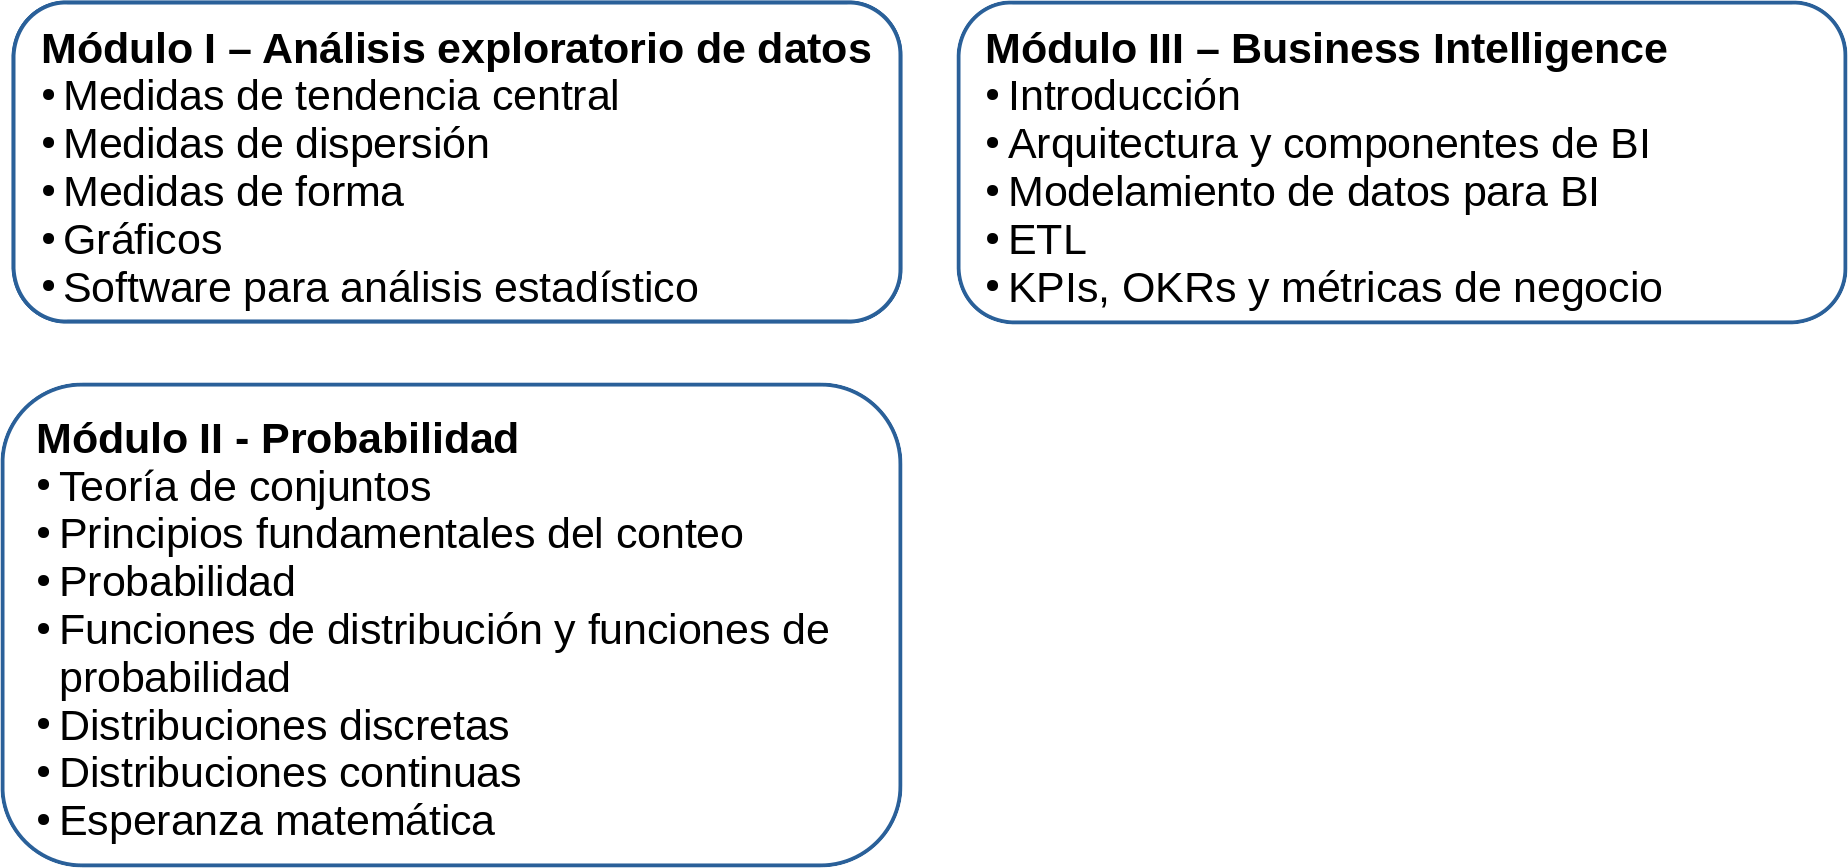 Módulo I – Análisis exploratorio de datos
• Medidas de tendencia central
• Medidas de dispersión
• Medidas de forma
• Gráficos
• Software para análisis estadístico
Módulo II - Probabilidad
• Teoría de conjuntos
• Principios fundamentales del conteo
• Probabilidad
• Funciones de distribución y funciones de
probabilidad
• Distribuciones discretas
• Distribuciones continuas
• Esperanza matemática
Módulo III – Business Intelligence
• Introducción
• Arquitectura y componentes de BI
• Modelamiento de datos para BI
• ETL
• KPIs, OKRs y métricas de negocio